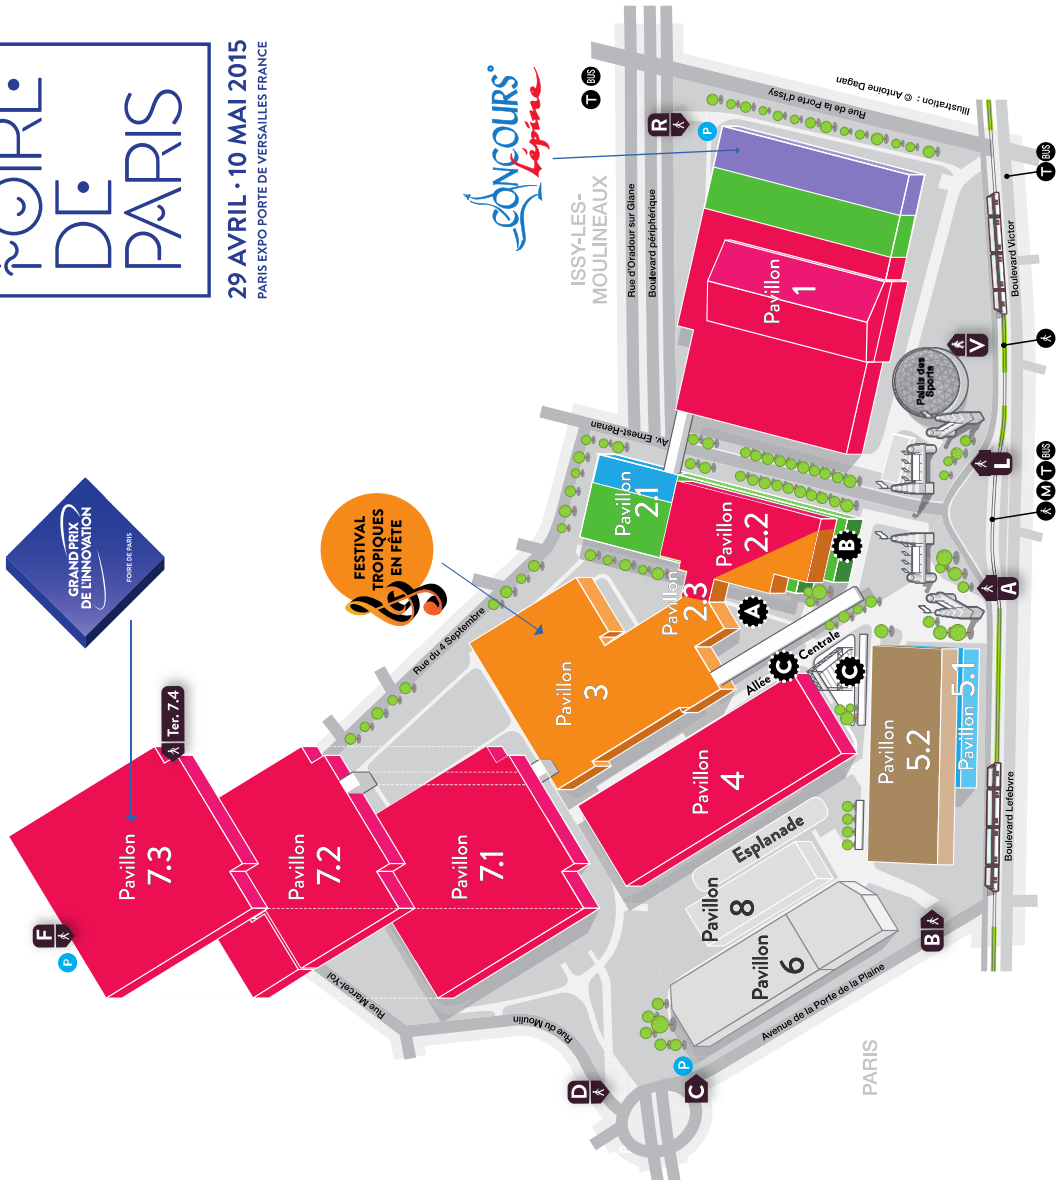 FOIRE
DE
PARIS
29 AVRIL · 10 MAI 2015
PARIS EXPO PORTE DE VERSAILLES FRANCE
CONCOURS
Lépine
GRAND PRIX
DE L'INNOVATION
FOIRE DE PARIS
FESTIVAL
TROPIQUES
EN FÊTE
ISSY-LES-
MOULINEAUX
Rue d'Oradour sur Glane
Boulevard périphérique
Rue de la Porte d'Issy
Illustration : © Antoine Dagan
T BUS
R
P
Pavillon
1
Palais des
Sports
V
Boulevard Victor
T BUS
Av. Ernest-Renan
L
M T BUS
Pavillon
2.1
Pavillon
2.2
Pavillon
2.3
B
A
A
Rue du 4 Septembre
Pavillon
3
Allée
C
Centrale
C
Pavillon
4
Pavillon
5.2
Pavillon 5.1
Boulevard Lefebvre
Esplanade
Pavillon
8
Pavillon
6
B
Avenue de la Porte de la Plaine
PARIS
Ter. 7.4
Pavillon
7.3
Pavillon
7.2
Pavillon
7.1
F
P
Rue Marcel-Yol
Rue du Moulin
D
P
C